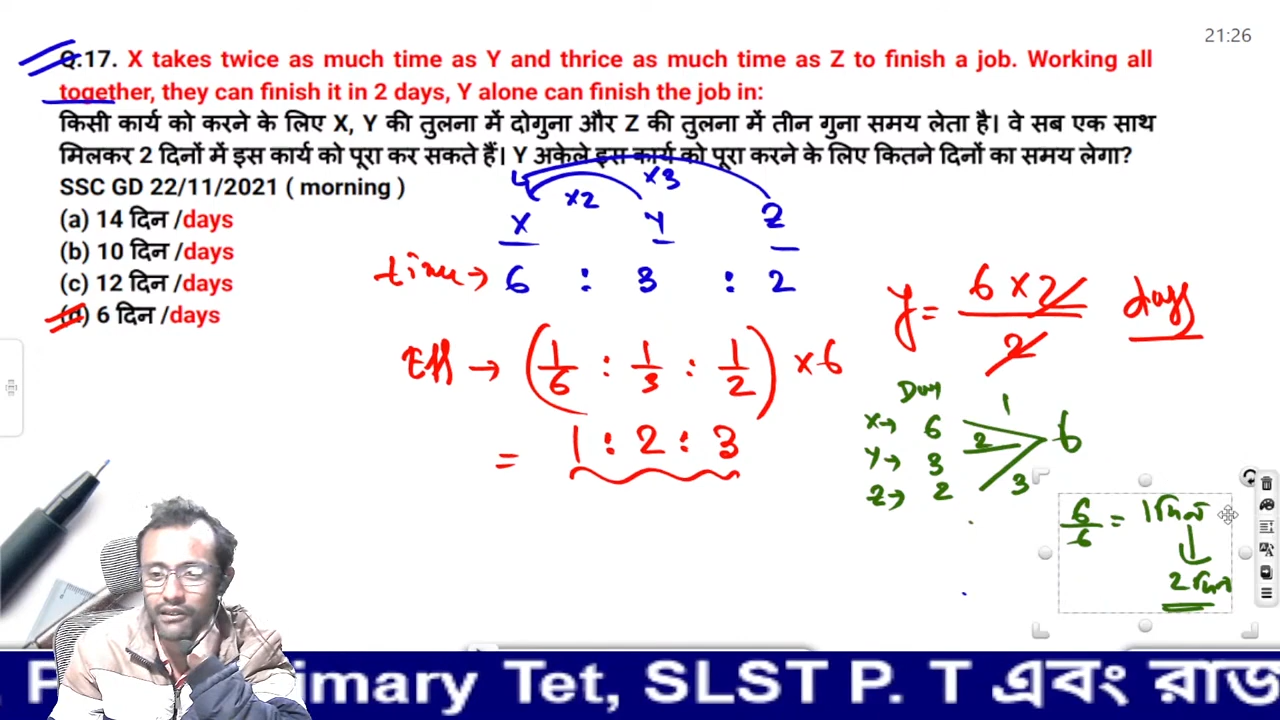 21:26
Q.17. X takes twice as much time as Y and thrice as much time as Z to finish a job. Working all
together, they can finish it in 2 days, Y alone can finish the job in:
किसी कार्य को करने के लिए X, Y की तुलना में दोगुना और Z की तुलना में तीन गुना समय लेता है। वे सब एक साथ
मिलकर 2 दिनों में इस कार्य को पूरा कर सकते हैं। Y अकेले इस कार्य को पूरा करने के लिए कितने दिनों का समय लेगा?
SSC GD 22/11/2021 ( morning )
(a) 14 दिन /days
(b) 10 दिन /days
(c) 12 दिन /days
(d) 6 दिन /days
×2 ×3
X Y Z
time → 6 : 3 : 2
Eff → (1/6 : 1/3 : 1/2) ×6
= 1 : 2 : 3
y = 6 × 2 / 2 days
Day
X→ 6 1
Y→ 3 2 6
Z→ 2 3
6/6 = 1 दिन
2 दिन
. P imary Tet, SLST P. T এবং রাজ